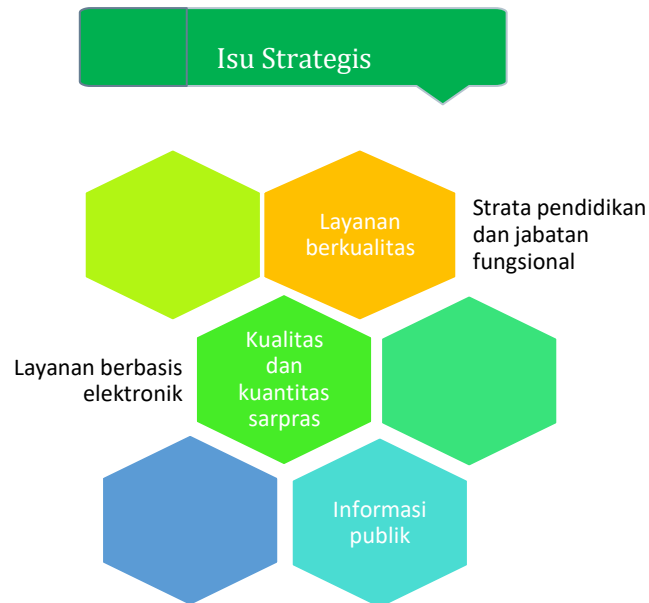 Isu Strategis
Layanan
berkualitas
Strata pendidikan
dan jabatan
fungsional
Layanan berbasis
elektronik
Kualitas
dan
kuantitas
sarpras
Informasi
publik